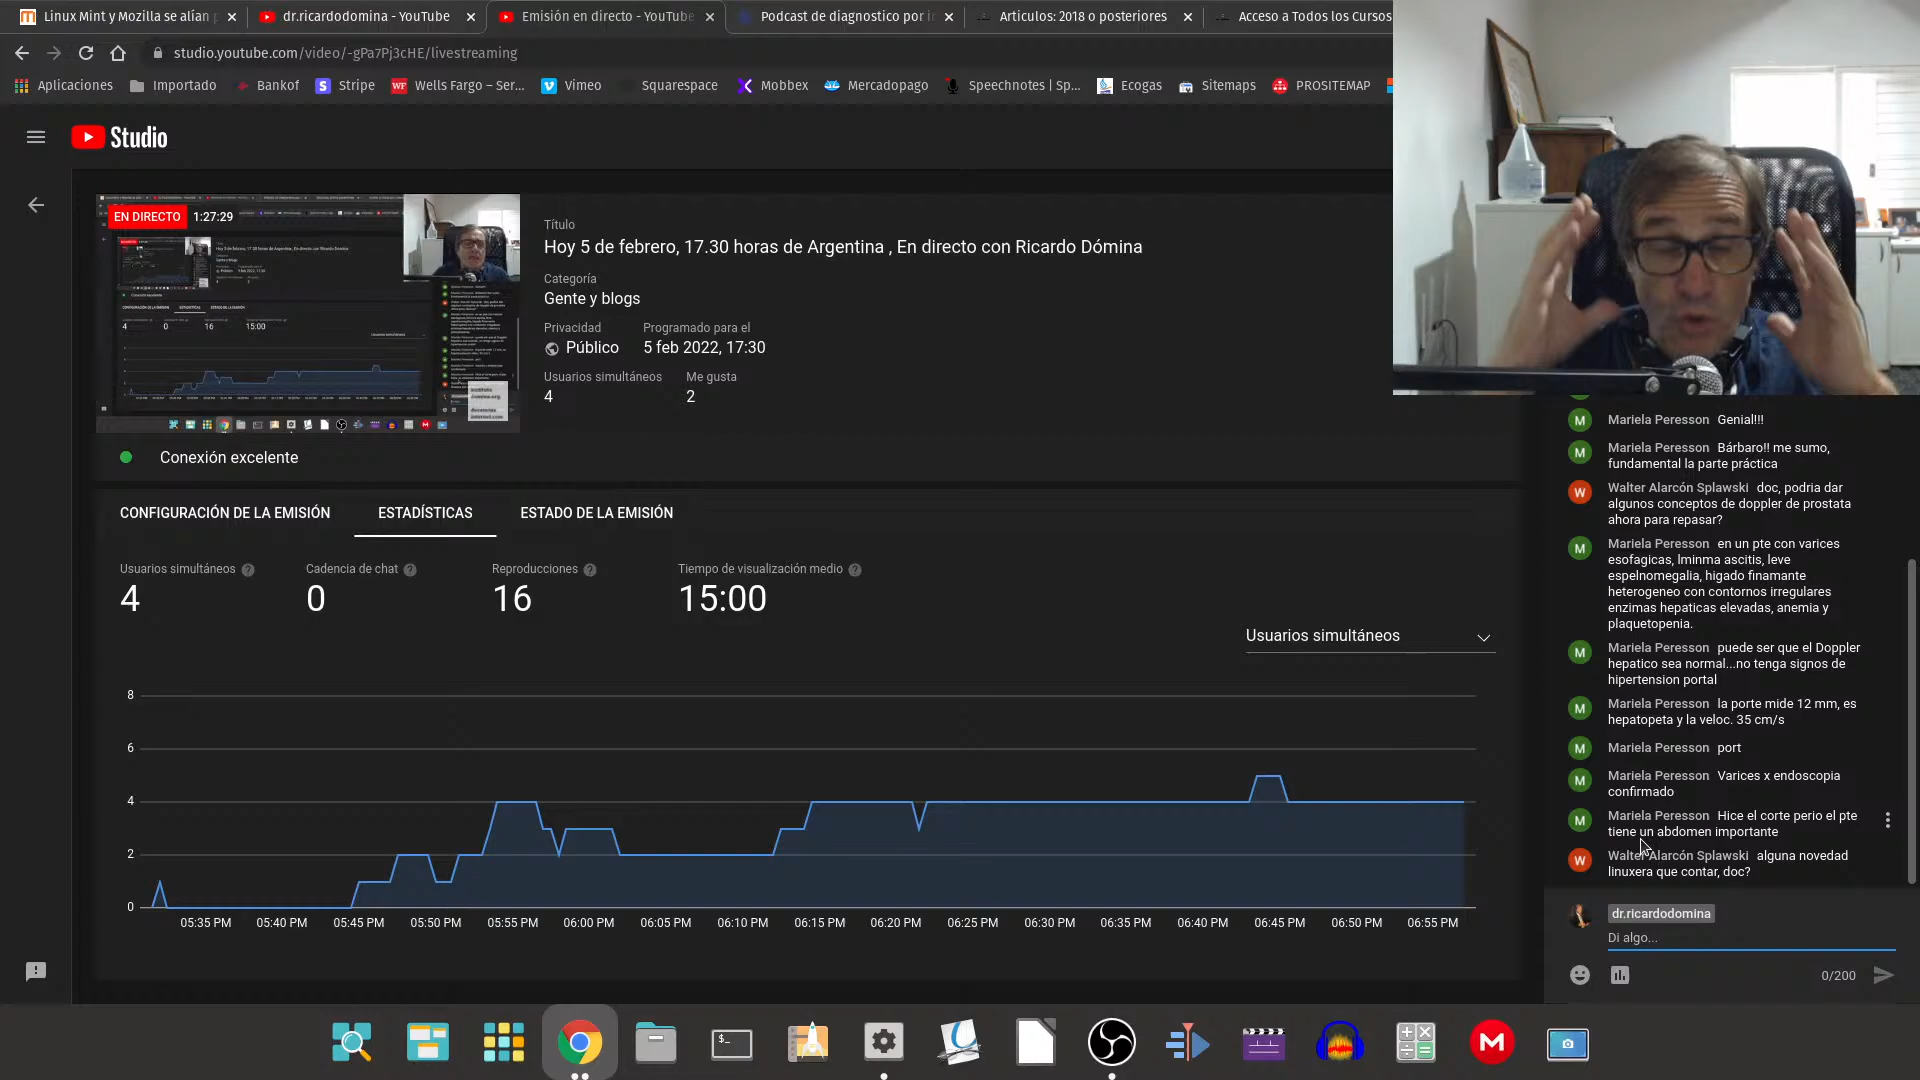 Linux Mint y Mozilla se alían
dr.ricardodomina - YouTube
Emisión en directo - YouTube
Podcast de diagnostico por i
Articulos: 2018 o posteriores
Acceso a Todos los Cursos
studio.youtube.com/video/-gPa7Pj3cHE/livestreaming
Aplicaciones
Importado
Bankof
Stripe
WF
Wells Fargo – Ser...
Vimeo
Squarespace
Mobbex
Mercadopago
Speechnotes | Sp...
Ecogas
Sitemaps
PROSITEMAP
Studio
EN DIRECTO 1:27:29
Título
Hoy 5 de febrero, 17.30 horas de Argentina , En directo con Ricardo Dómina
Categoría
Gente y blogs
Privacidad
Programado para el
Público
5 feb 2022, 17:30
Usuarios simultáneos
Me gusta
4
2
Conexión excelente
CONFIGURACIÓN DE LA EMISIÓN
ESTADÍSTICAS
ESTADO DE LA EMISIÓN
Usuarios simultáneos
Cadencia de chat
Reproducciones
Tiempo de visualización medio
4
0
16
15:00
Usuarios simultáneos
8
6
4
2
0
05:35 PM
05:40 PM
05:45 PM
05:50 PM
05:55 PM
06:00 PM
06:05 PM
06:10 PM
06:15 PM
06:20 PM
06:25 PM
06:30 PM
06:35 PM
06:40 PM
06:45 PM
06:50 PM
06:55 PM
M
Mariela Peresson Genial!!!
M
Mariela Peresson Bárbaro!! me sumo,
fundamental la parte práctica
W
Walter Alarcón Splawski doc, podria dar
algunos conceptos de doppler de prostata
ahora para repasar?
M
Mariela Peresson en un pte con varices
esofagicas, lminma ascitis, leve
espelnomegalia, higado finamante
heterogeneo con contornos irregulares
enzimas hepaticas elevadas, anemia y
plaquetopenia.
M
Mariela Peresson puede ser que el Doppler
hepatico sea normal...no tenga signos de
hipertension portal
M
Mariela Peresson la porte mide 12 mm, es
hepatopeta y la veloc. 35 cm/s
M
Mariela Peresson port
M
Mariela Peresson Varices x endoscopia
confirmado
M
Mariela Peresson Hice el corte perio el pte
tiene un abdomen importante
W
Walter Alarcón Splawski alguna novedad
linuxera que contar, doc?
dr.ricardodomina
Di algo...
0/200
$_
M